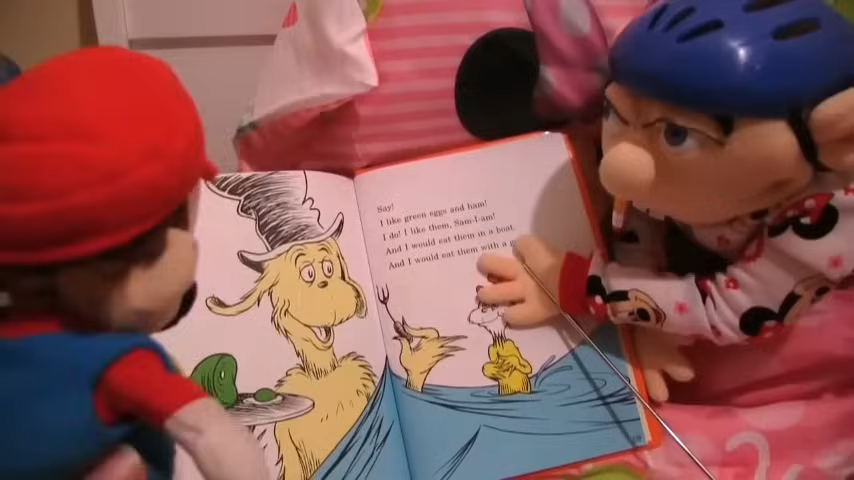 Say!
I like green eggs and ham!
I do! I like them, Sam-I-am!
And I would eat them in a boat.
And I would eat them with a